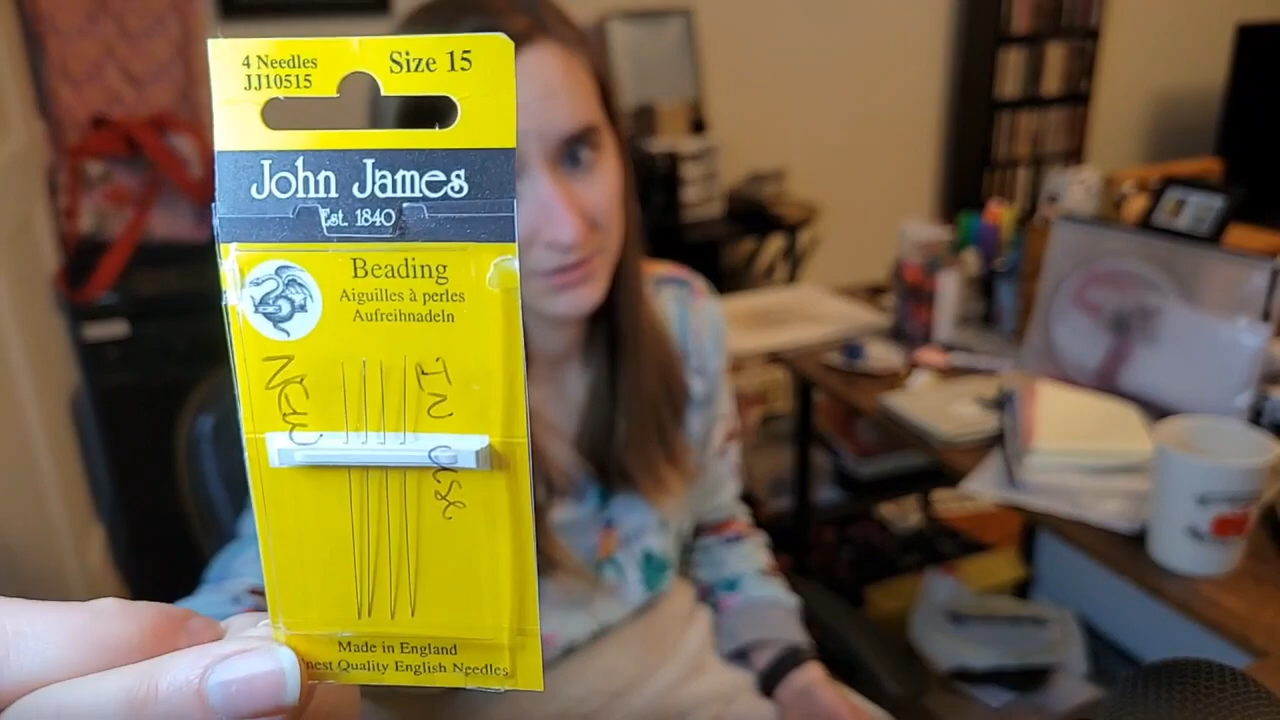 4 Needles
JJ10515
Size 15
John James
Est. 1840
Beading
Aiguilles à perles
Aufreihnadeln
New
In use
Made in England
nest Quality English Needles